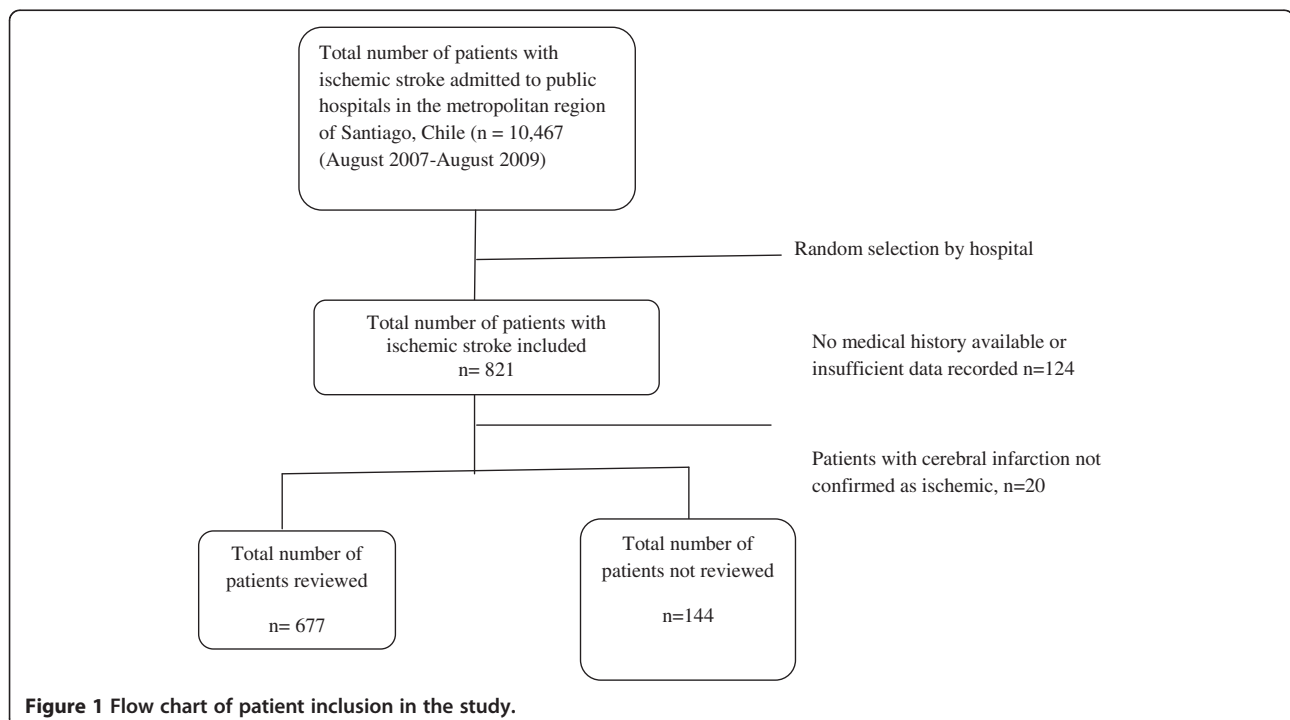 Total number of patients with
ischemic stroke admitted to public
hospitals in the metropolitan region
of Santiago, Chile (n = 10,467
(August 2007-August 2009)
Random selection by hospital
Total number of patients with
ischemic stroke included
n= 821
No medical history available or
insufficient data recorded n=124
Patients with cerebral infarction not
confirmed as ischemic, n=20
Total number of
patients reviewed
n= 677
Total number of
patients not reviewed
n=144
Figure 1 Flow chart of patient inclusion in the study.